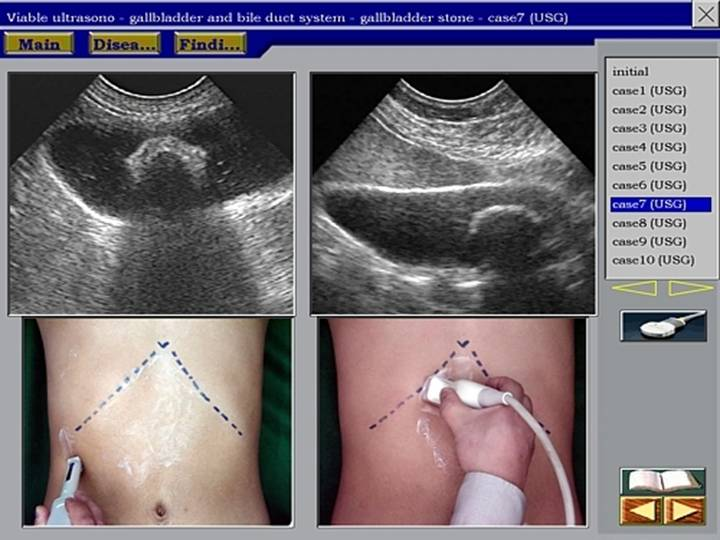 Viable ultrasono - gallbladder and bile duct system - gallbladder stone - case7 (USG)
Main
Disea...
Findi...
initial
case1 (USG)
case2 (USG)
case3 (USG)
case4 (USG)
case5 (USG)
case6 (USG)
case7 (USG)
case8 (USG)
case9 (USG)
case10 (USG)